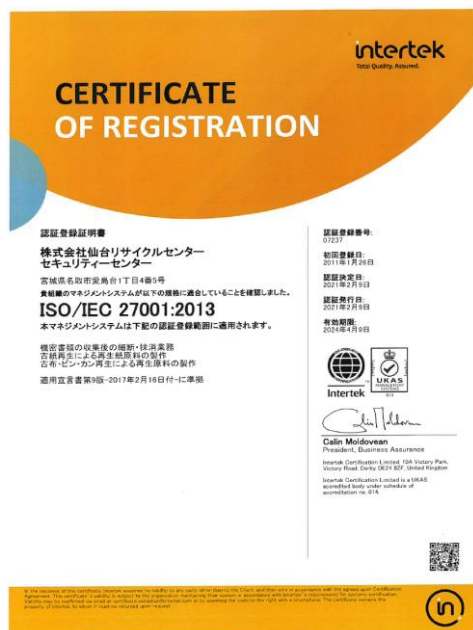 intertek
Total Quality. Assured.
CERTIFICATE
OF REGISTRATION
認証登録証明書
株式会社仙台リサイクルセンター
セキュリティーセンター
宮城県名取市愛島台1丁目4番5号
貴組織のマネジメントシステムが以下の規格に適合していることを確認しました。
ISO/IEC 27001:2013
本マネジメントシステムは下記の認証登録範囲に適用されます。
機密書類の収集後の細断・抹消業務
古紙再生による再生紙原料の製作
古布・ビン・カン再生による再生原料の製作
適用宣言書第9版-2017年2月16日付-に準拠
認証登録番号:
07237
初回登録日:
2011年1月26日
認証決定日:
2021年2月5日
認証発行日:
有効期限:
2024年4月9日
Intertek
UKAS
MANAGEMENT
SYSTEMS
014
Calin Moldovean
President, Business Assurance
Intertek Certification Limited, 10A Victory Park,
Victory Road, Derby DE24 8ZF, United Kingdom
Intertek Certification Limited is a UKAS
accredited body under schedule of
accreditation no. 014.
in